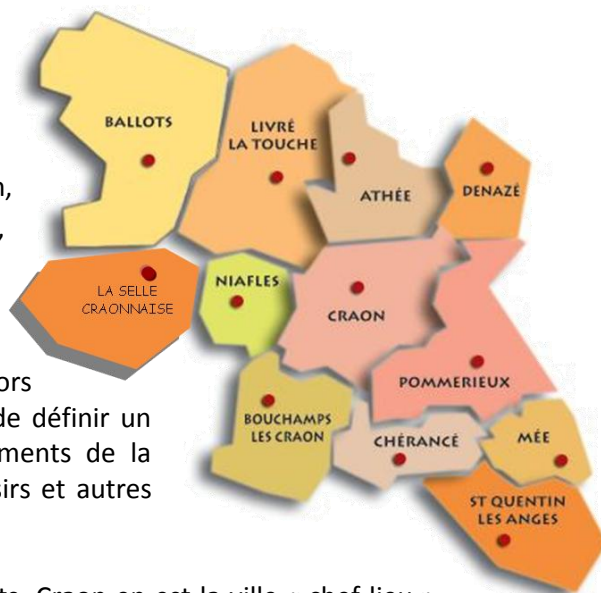 BALLOTS
LIVRÉ
LA TOUCHE
ATHÉE
DENAZÉ
LA SELLE
CRAONNAISE
NIAFLES
CRAON
POMMERIEUX
BOUCHAMPS
LES CRAON
CHÉRANCÉ
MÉE
ST QUENTIN
LES ANGES
n,
,
ors
de définir un
ments de la
sirs et autres
Craon en est la ville « chef-lieu »